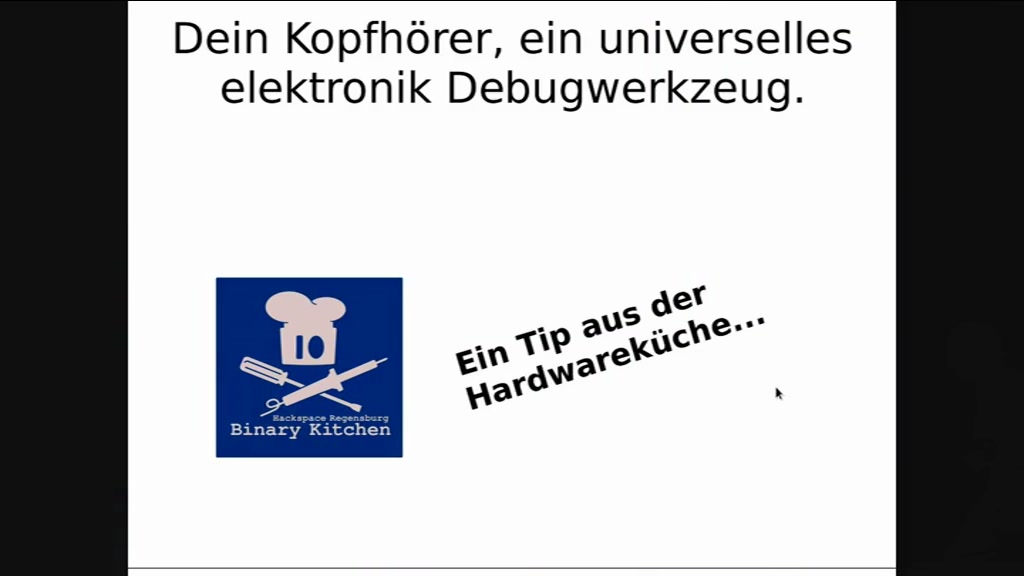 Dein Kopfhörer, ein universelles
elektronik Debugwerkzeug.
Ein Tip aus der
Hardwareküche...
IO
Hackspace Regensburg
Binary Kitchen